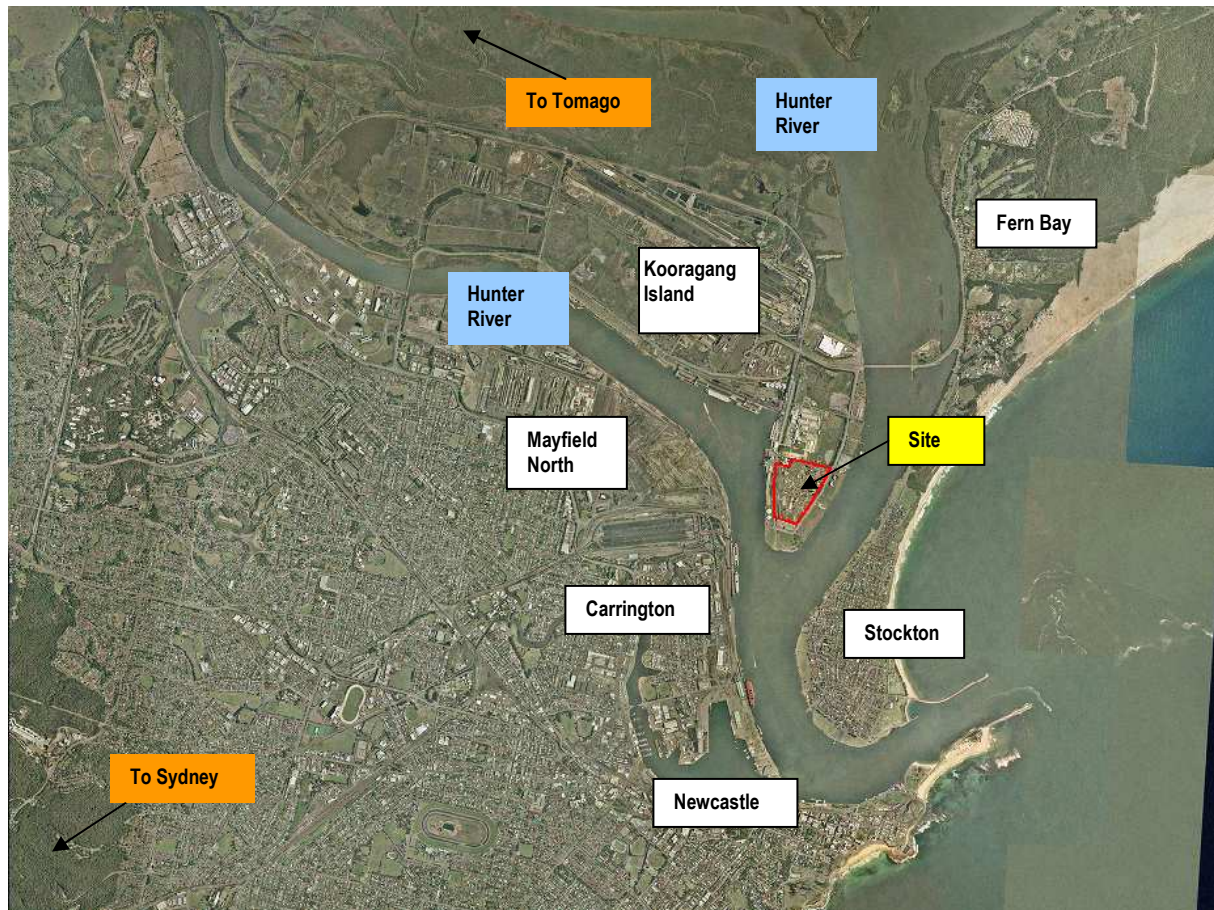 To Tomago
Hunter
River
Fern Bay
Kooragang
Island
Hunter
River
Mayfield
North
Site
Carrington
Stockton
To Sydney
Newcastle